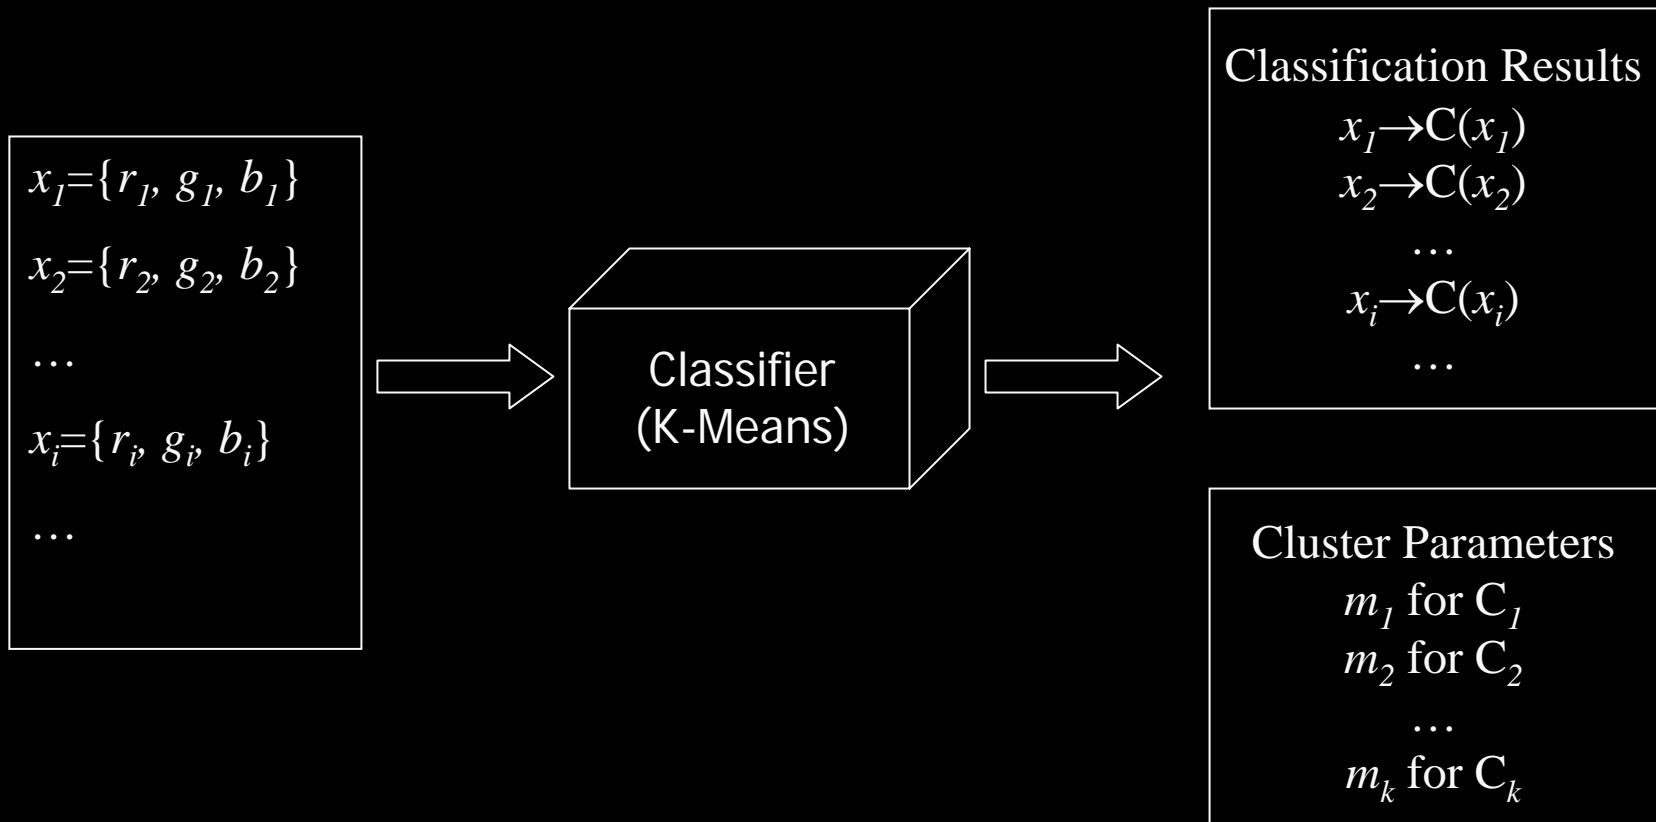 x₁={r₁, g₁, b₁}
x₂={r₂, g₂, b₂}
…
xᵢ={rᵢ, gᵢ, bᵢ}
…
Classifier
(K-Means)
Classification Results
x₁→C(x₁)
x₂→C(x₂)
…
xᵢ→C(xᵢ)
…
Cluster Parameters
m₁ for C₁
m₂ for C₂
…
mₖ for Cₖ